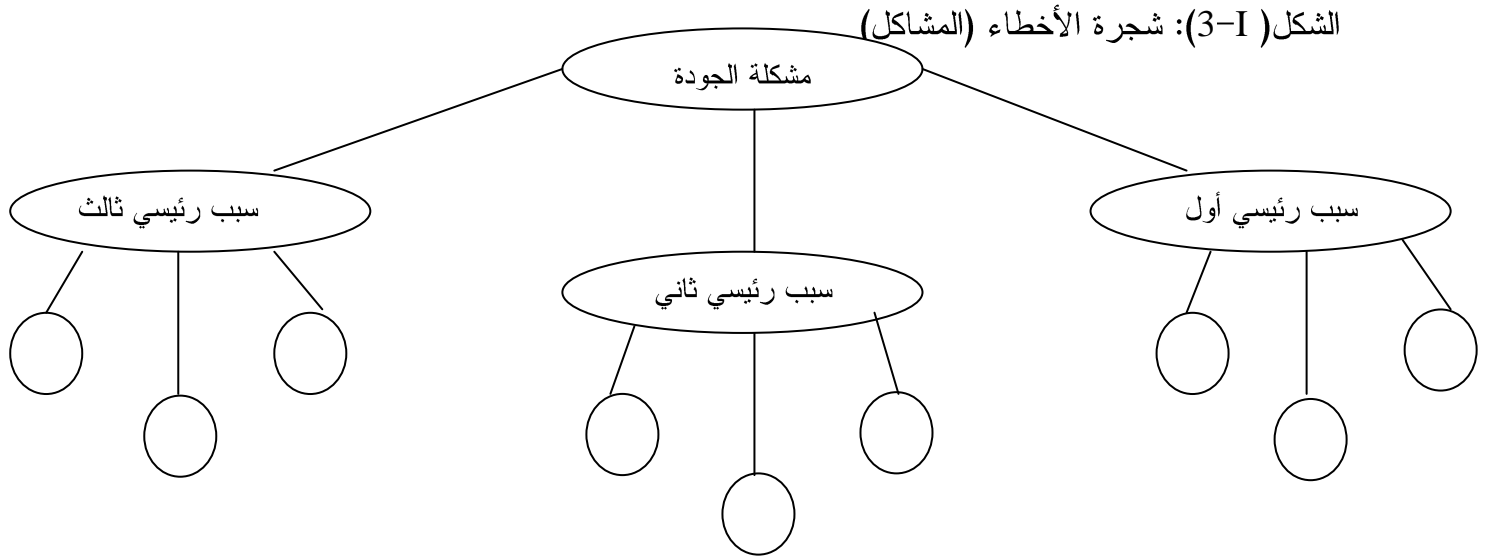 الشكل( I-3): شجرة الأخطاء (المشاكل)
مشكلة الجودة
سبب رئيسي أول
سبب رئيسي ثاني
سبب رئيسي ثالث